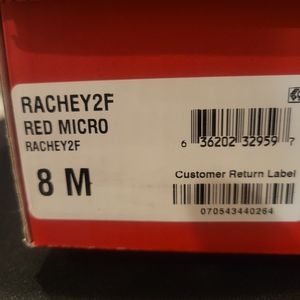 RACHEY2F
RED MICRO
RACHEY2F
8 M
6 36202 32959 7
Customer Return Label
070543440264